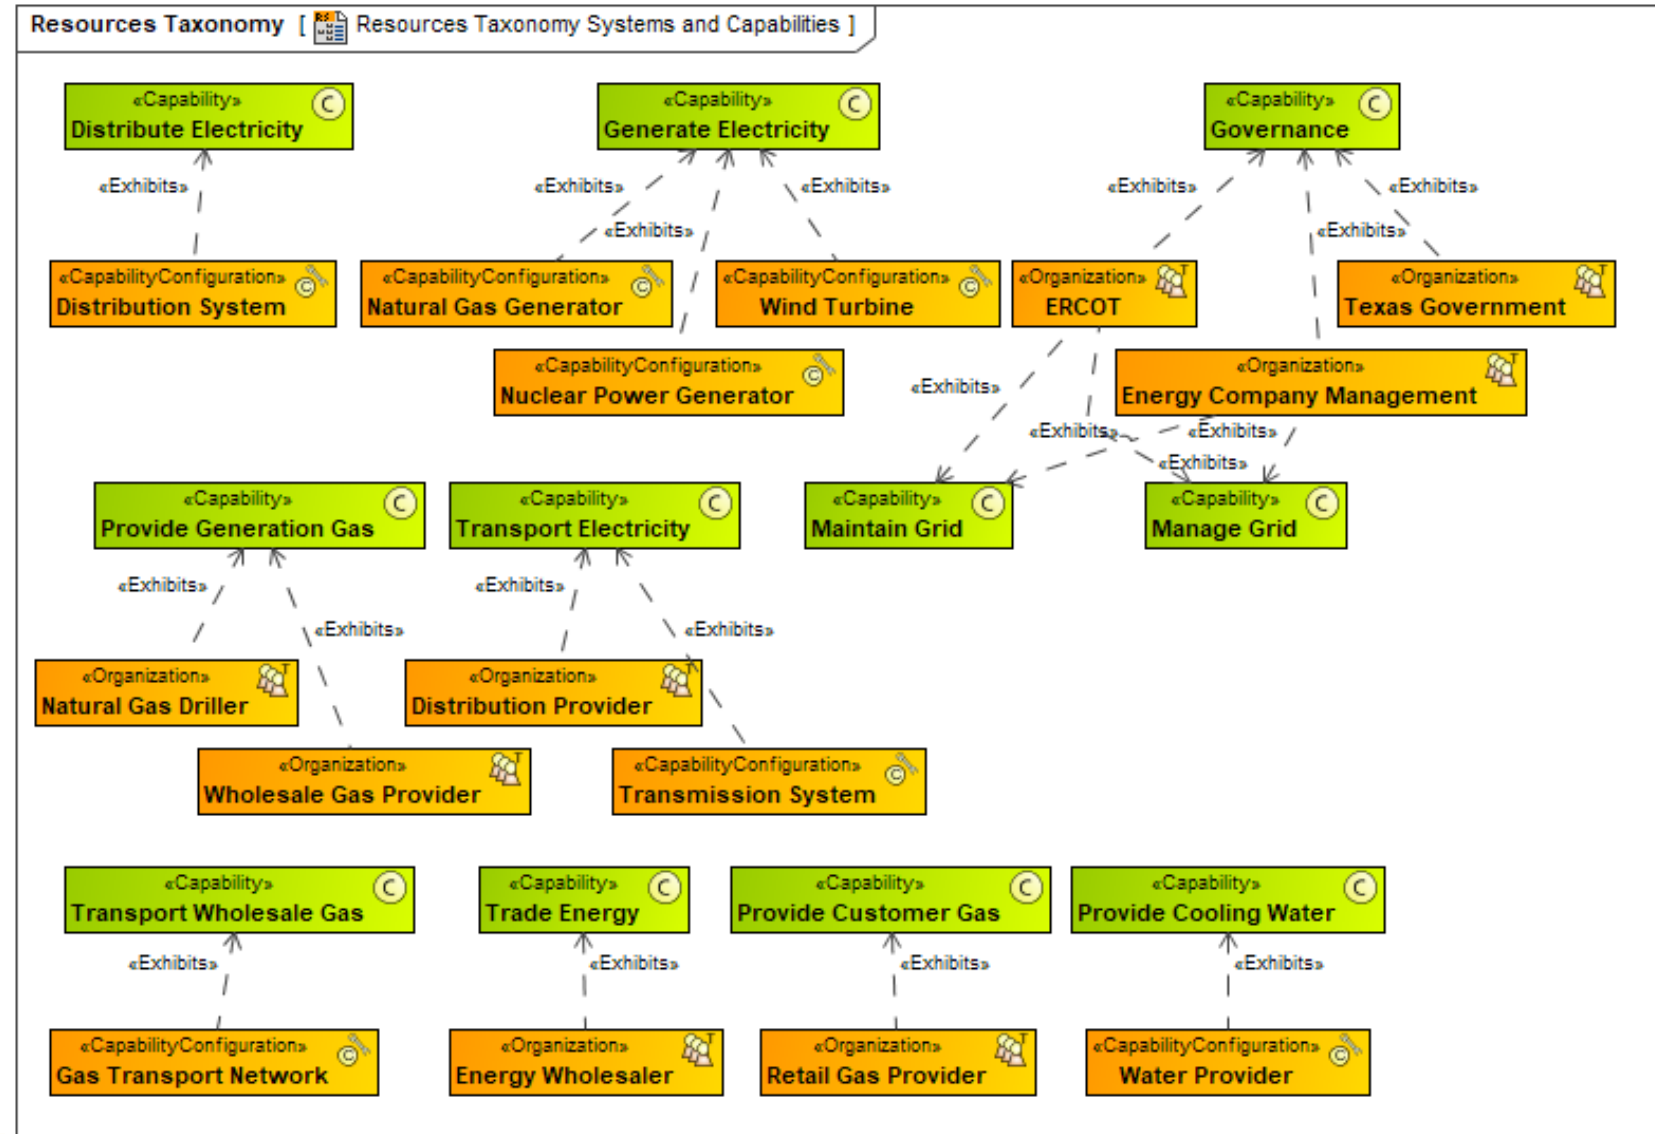 Resources Taxonomy [ Resources Taxonomy Systems and Capabilities ]
«Capability»
Distribute Electricity
«Capability»
Generate Electricity
«Capability»
Governance
«Exhibits»
«Exhibits»
«Exhibits»
«Exhibits»
«Exhibits»
«Exhibits»
«Exhibits»
«CapabilityConfiguration»
Distribution System
«CapabilityConfiguration»
Natural Gas Generator
«CapabilityConfiguration»
Wind Turbine
«Organization»
ERCOT
«Organization»
Texas Government
«CapabilityConfiguration»
Nuclear Power Generator
«Organization»
Energy Company Management
«Exhibits»
«Exhibits»
«Exhibits»
«Exhibits»
«Capability»
Provide Generation Gas
«Capability»
Transport Electricity
«Capability»
Maintain Grid
«Capability»
Manage Grid
«Exhibits»
«Exhibits»
«Exhibits»
«Exhibits»
«Organization»
Natural Gas Driller
«Organization»
Distribution Provider
«Organization»
Wholesale Gas Provider
«CapabilityConfiguration»
Transmission System
«Capability»
Transport Wholesale Gas
«Capability»
Trade Energy
«Capability»
Provide Customer Gas
«Capability»
Provide Cooling Water
«Exhibits»
«Exhibits»
«Exhibits»
«Exhibits»
«CapabilityConfiguration»
Gas Transport Network
«Organization»
Energy Wholesaler
«Organization»
Retail Gas Provider
«CapabilityConfiguration»
Water Provider